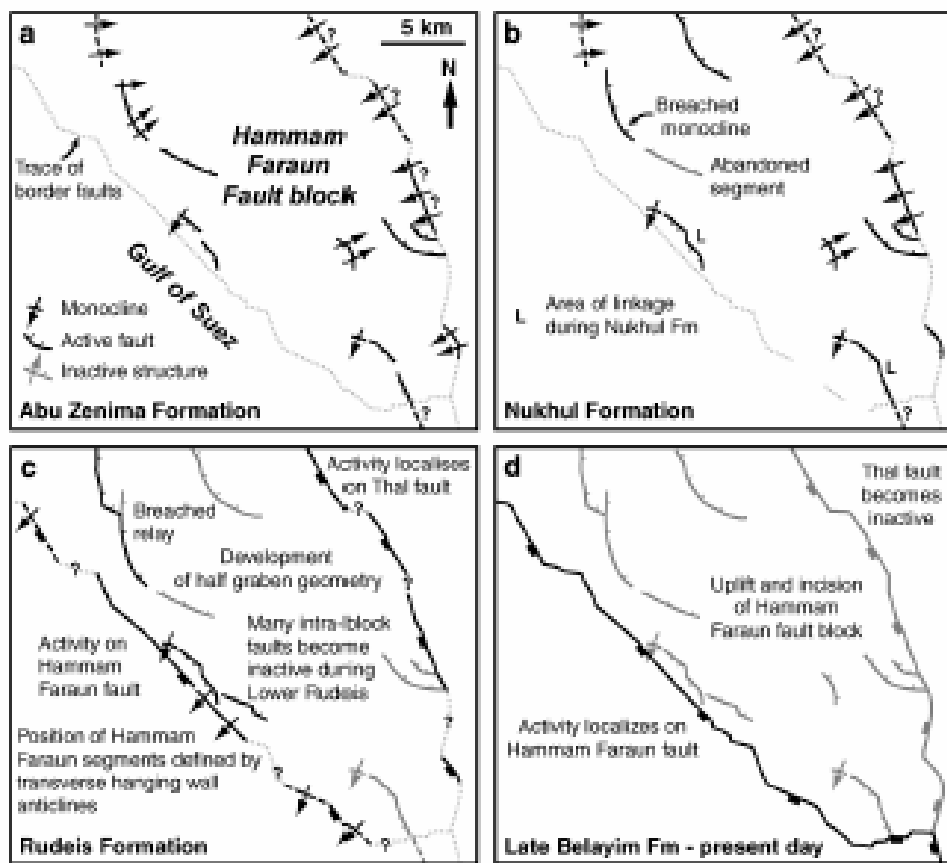 a
5 km
N
Hammam
Faraun
Fault block
Trace of
border faults
Gulf of Suez
Monocline
Active fault
Inactive structure
Abu Zenima Formation
?
?
?
?
?
b
Breached
monocline
Abandoned
segment
L
L Area of linkage
during Nukhul Fm
L
Nukhul Formation
?
?
?
?
?
c
Activity localises
on Thal fault
Breached
relay
Development
of half graben geometry
Many intra-block
faults become
inactive during
Lower Rudeis
Activity on
Hammam
Faraun fault
Position of Hammam
Faraun segments defined by
transverse hanging wall
anticlines
Rudeis Formation
?
?
?
?
?
?
?
d
Thal fault
becomes
inactive
Uplift and incision
of Hammam
Faraun fault block
Activity localizes on
Hammam Faraun fault
Late Belayim Fm - present day